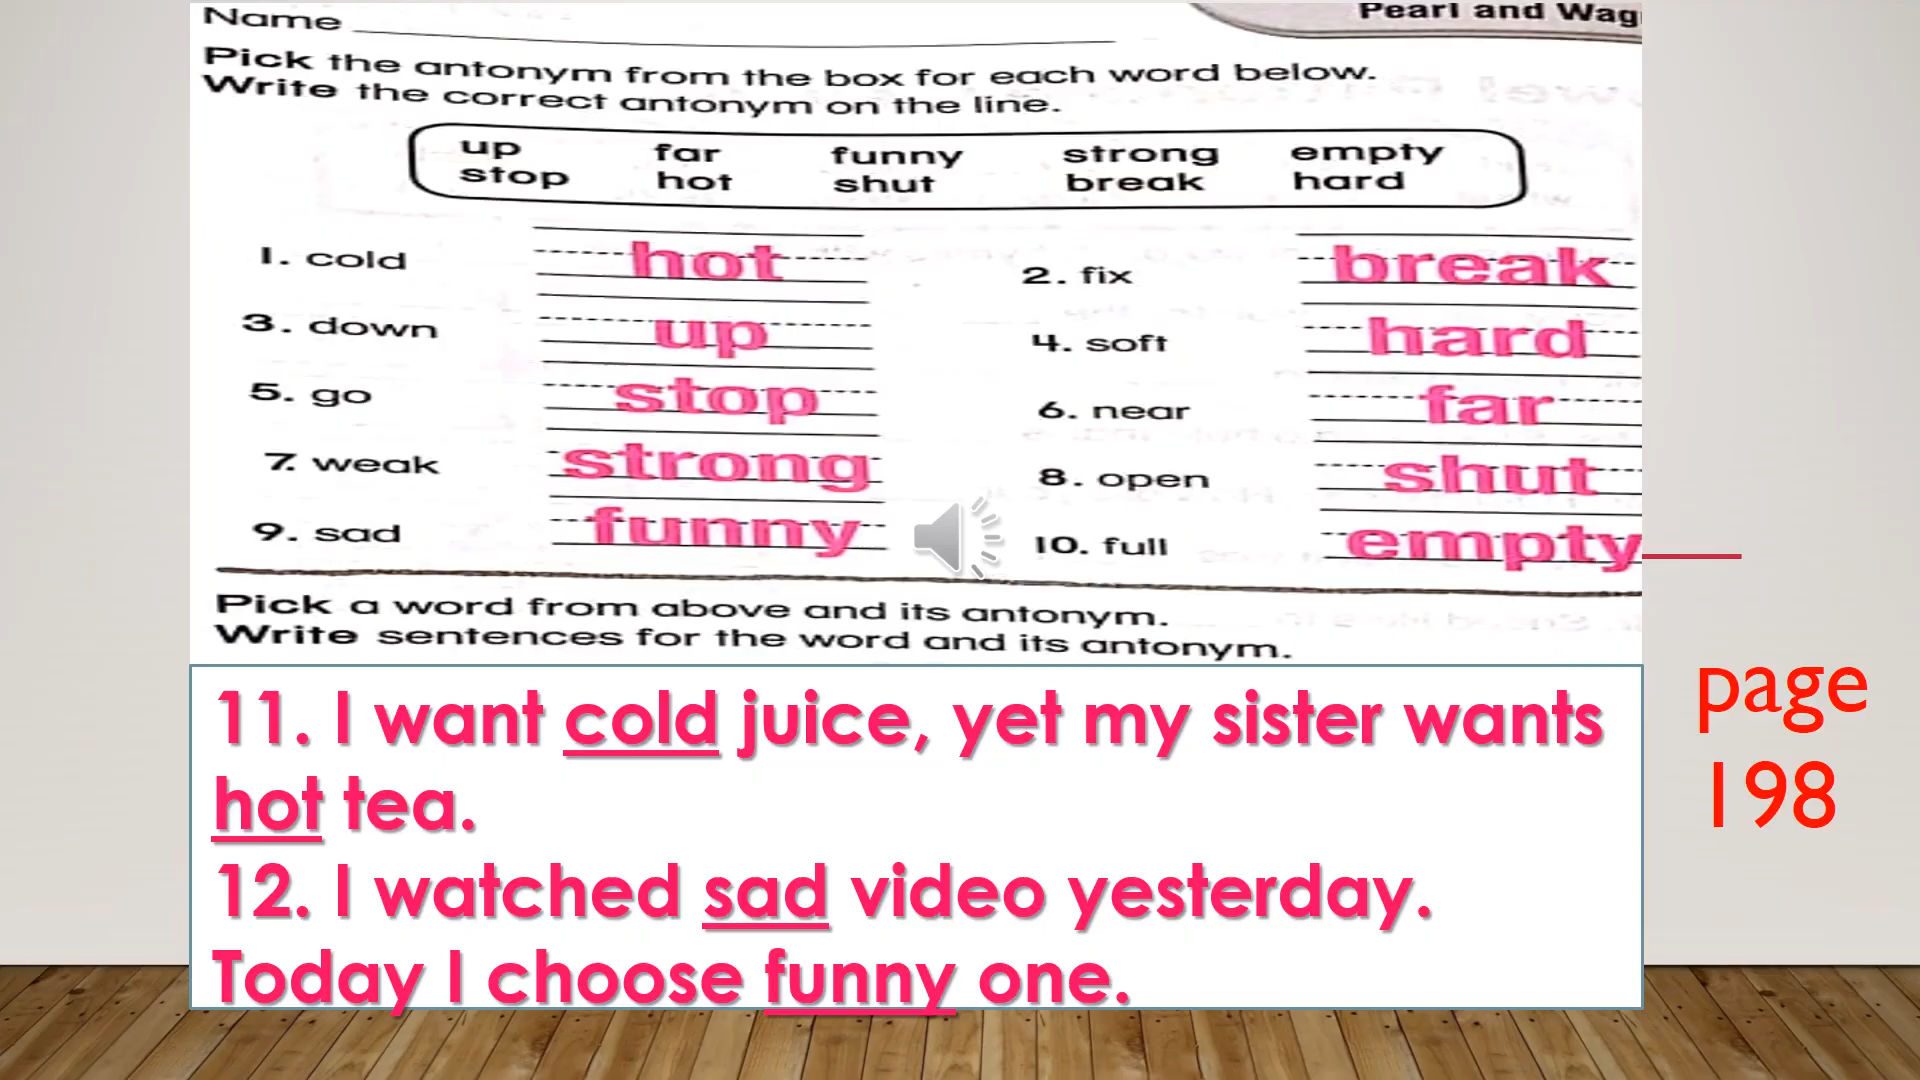 Name
Pearl and Wag
Pick the antonym from the box for each word below.
Write the correct antonym on the line.
up far funny strong empty
stop hot shut break hard
1. cold hot 2. fix break
3. down up 4. soft hard
5. go stop 6. near far
7. weak strong 8. open shut
9. sad funny 10. full empty
Pick a word from above and its antonym.
Write sentences for the word and its antonym.
11. I want cold juice, yet my sister wants
hot tea.
12. I watched sad video yesterday.
Today I choose funny one.
page
198